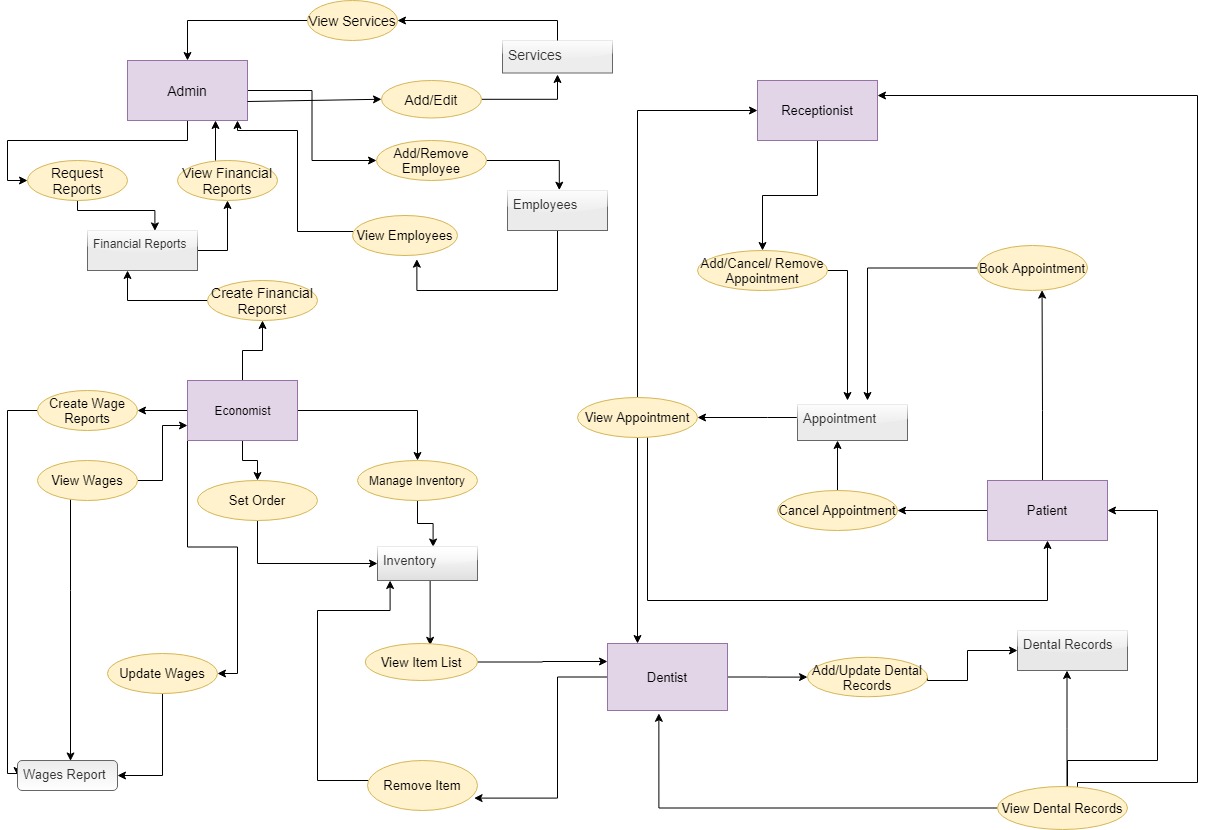 View Services
Services
Admin
Add/Edit
Receptionist
Add/Remove
Employee
Request
Reports
View Financial
Reports
Employees
Financial Reports
View Employees
Add/Cancel/ Remove
Appointment
Book Appointment
Create Financial
Reporst
Create Wage
Reports
Economist
View Appointment
Appointment
View Wages
Set Order
Manage Inventory
Cancel Appointment
Patient
Inventory
Update Wages
View Item List
Dentist
Add/Update Dental
Records
Dental Records
Wages Report
Remove Item
View Dental Records